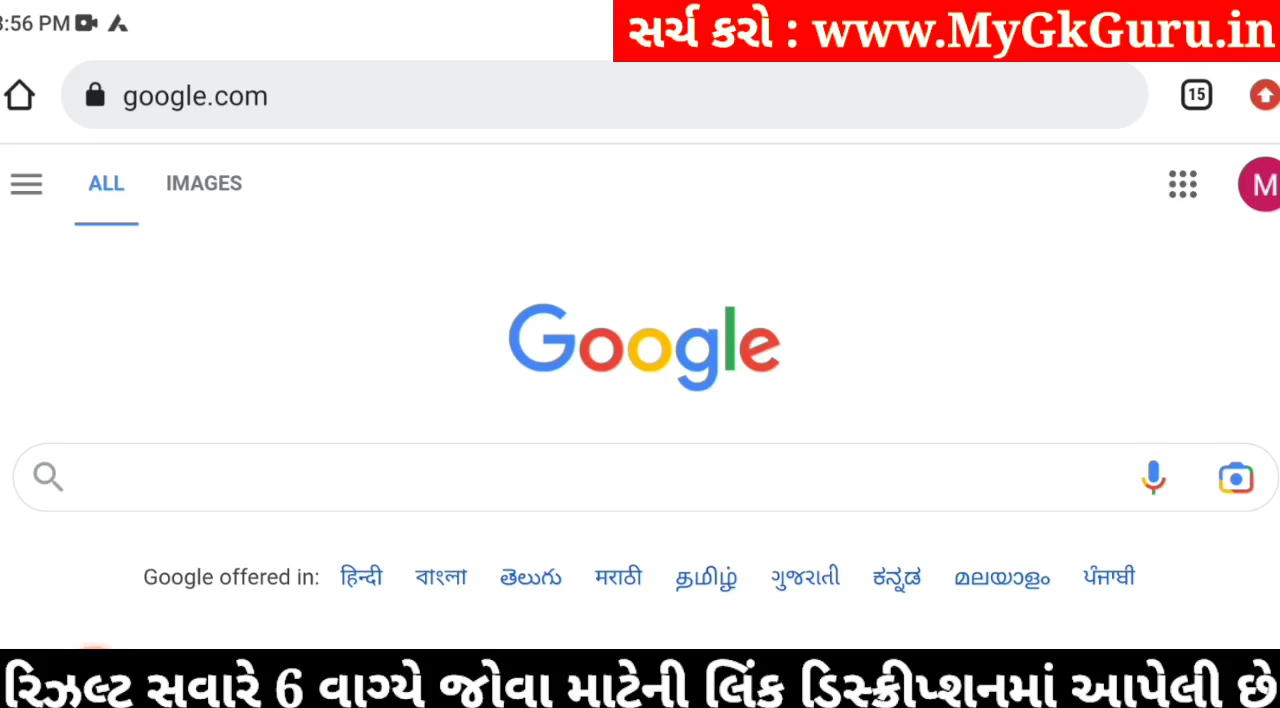 :56 PM
સર્ચ કરો : www.MyGkGuru.in
google.com
15
ALL IMAGES
M
Google
Google offered in: हिन्दी বাংলা తెలుగు मराठी தமிழ் ગુજરાતી ಕನ್ನಡ മലയാളം ਪੰਜਾਬੀ
રિઝલ્ટ સવારે 6 વાગ્યે જોવા માટેની લિંક ડિસ્ક્રીપ્શનમાં આપેલી છે